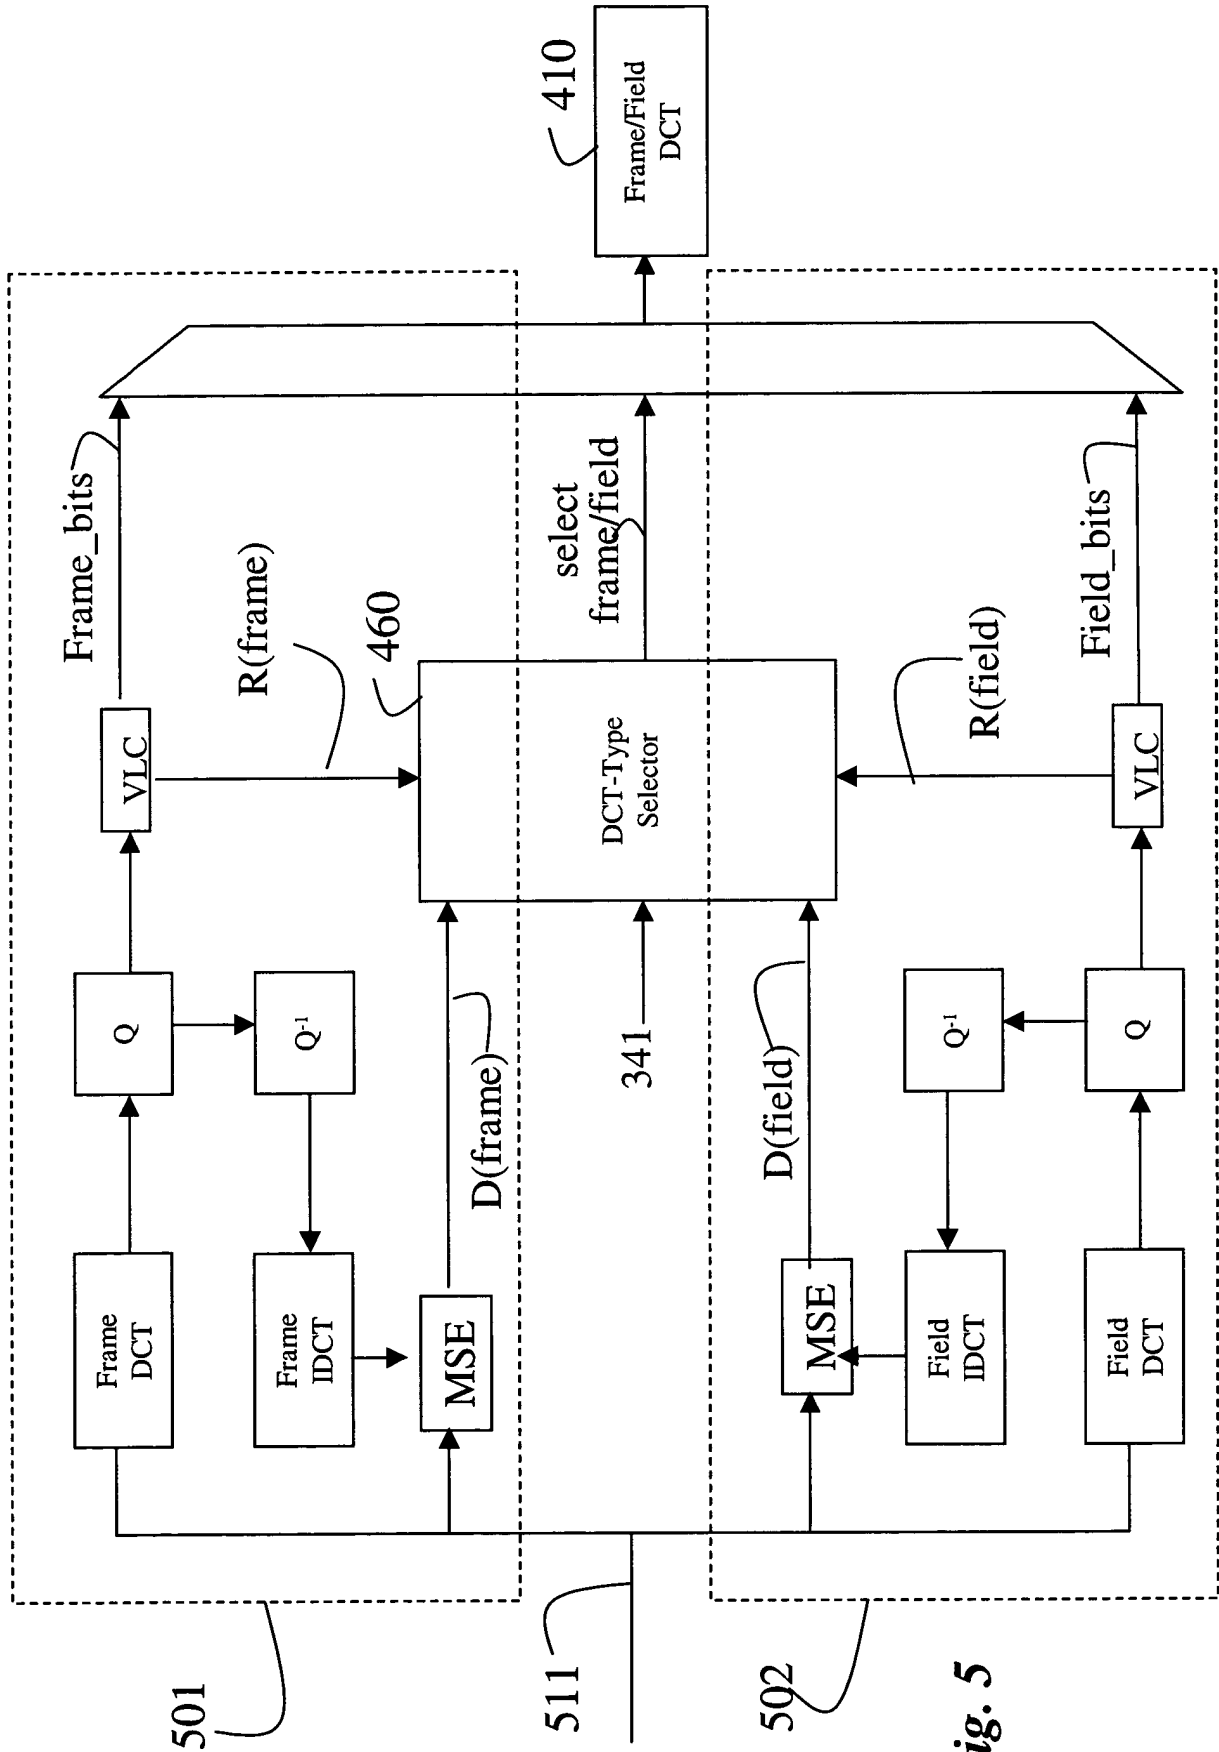 501
511
502
Frame
DCT
Q
VLC
Frame_bits
Frame
IDCT
Q-1
R(frame)
MSE
D(frame)
460
341
DCT-Type
Selector
select
frame/field
410
Frame/Field
DCT
MSE
D(field)
R(field)
Field
IDCT
Q-1
Field
DCT
Q
VLC
Field_bits
ig. 5